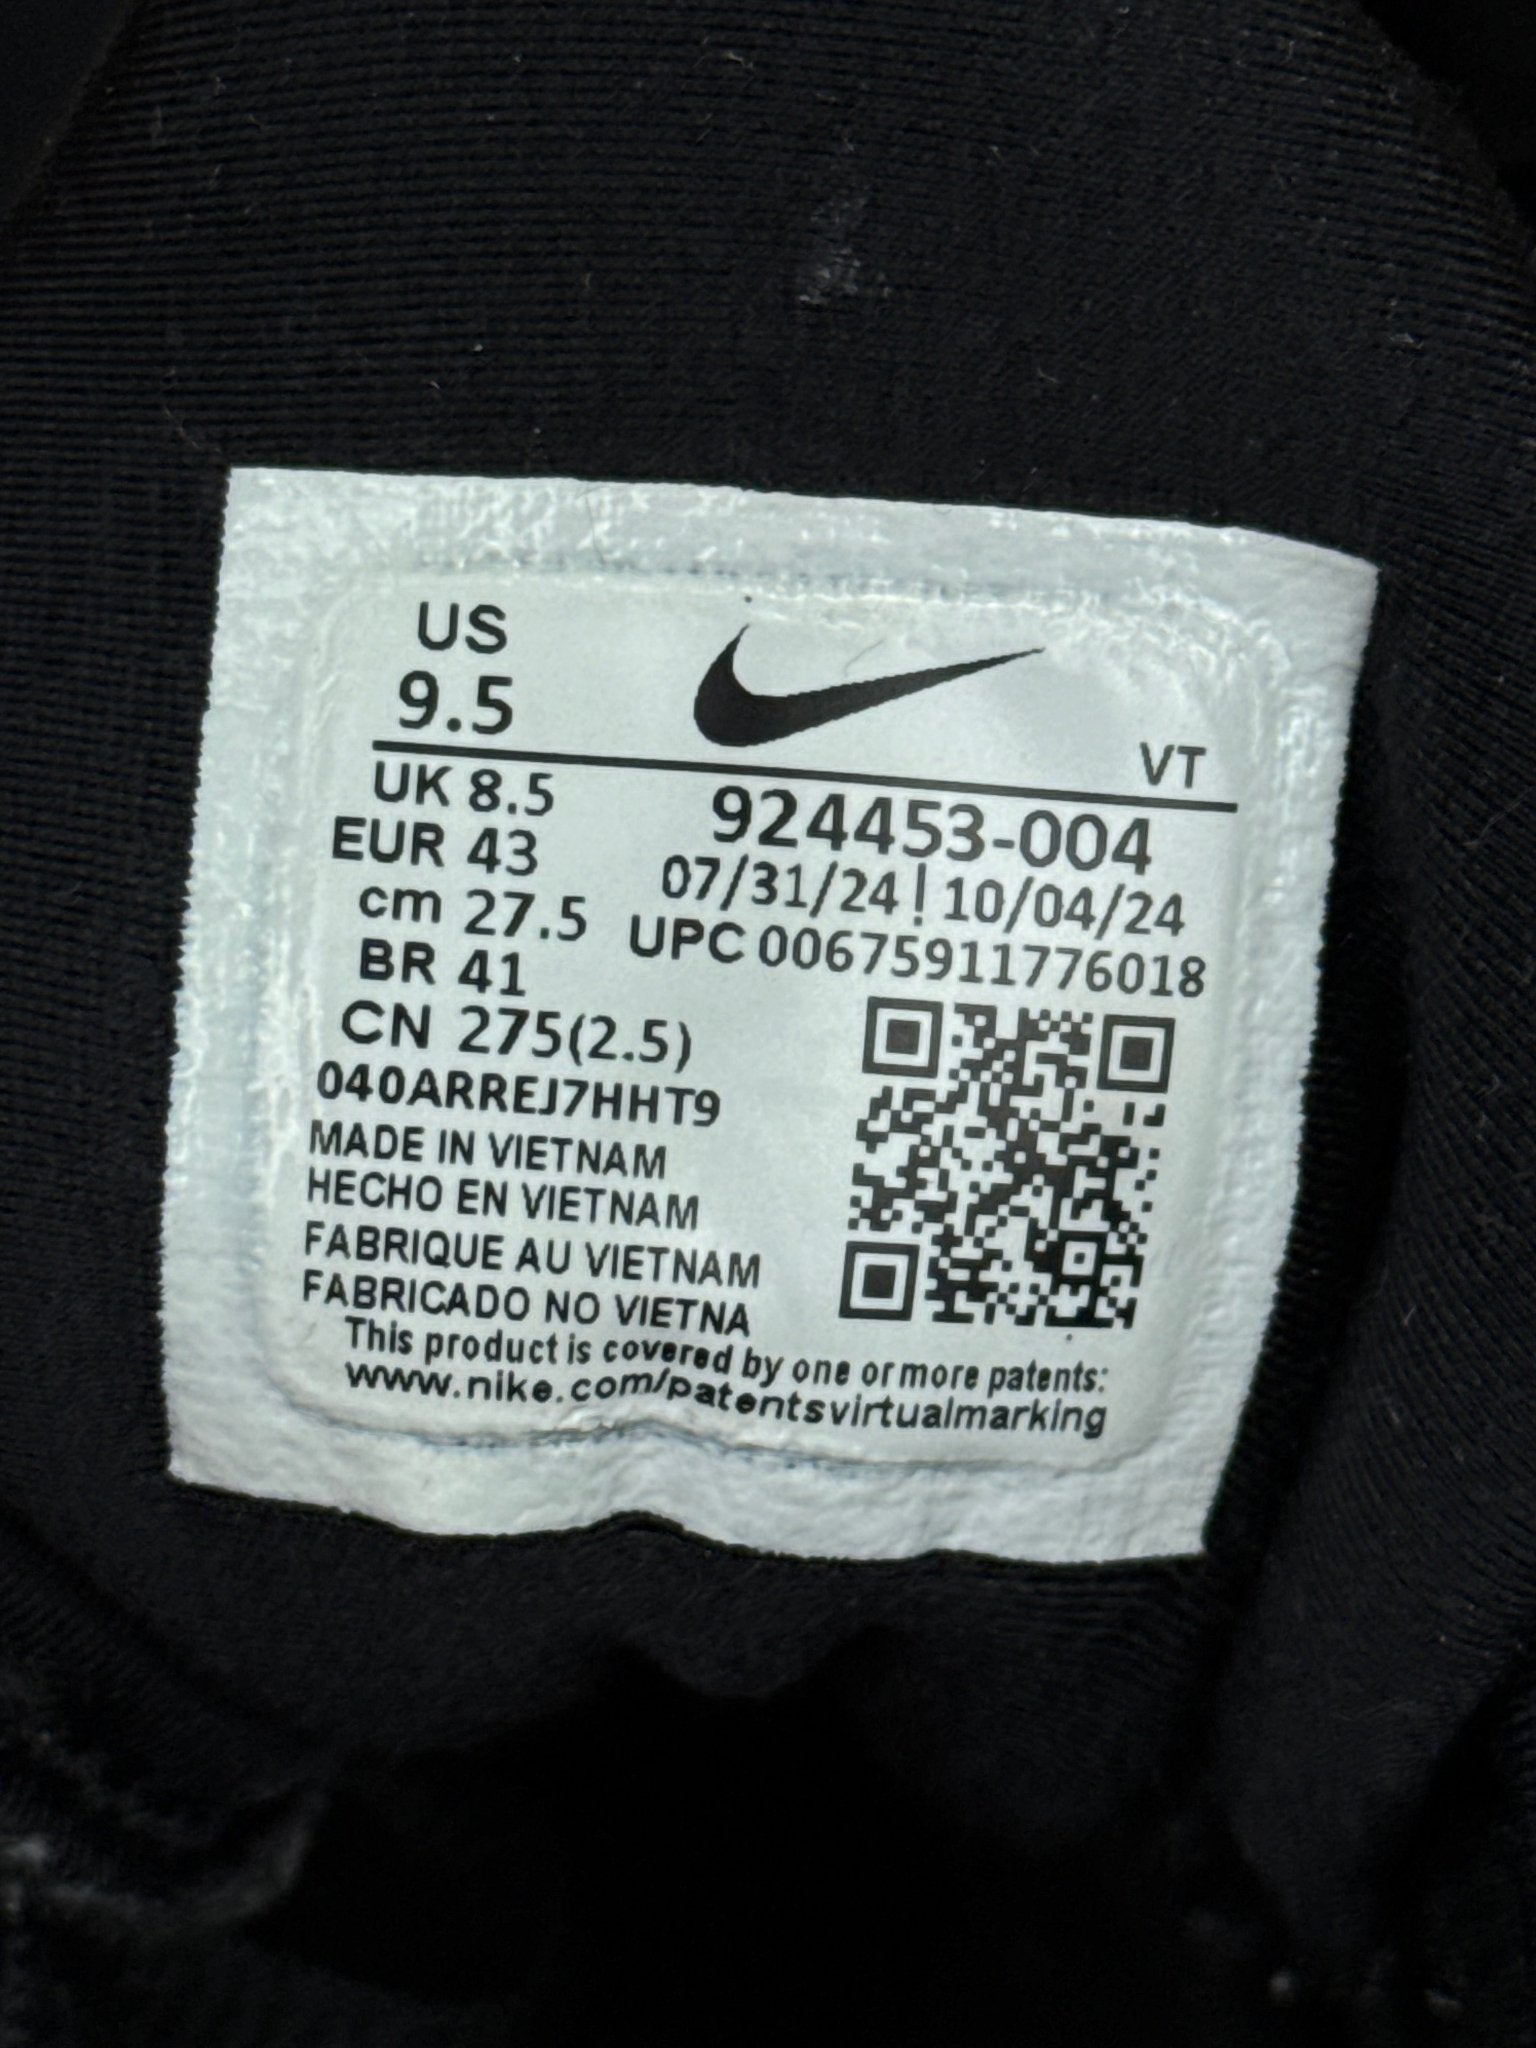 US
9.5
VT
UK 8.5
EUR 43
cm 27.5
BR 41
CN 275(2.5)
924453-004
07/31/24 ! 10/04/24
UPC 00675911776018
040ARREJ7HHT9
MADE IN VIETNAM
HECHO EN VIETNAM
FABRIQUE AU VIETNAM
FABRICADO NO VIETNA
This product is covered by one or more patents:
www.nike.com/patentsvirtualmarking